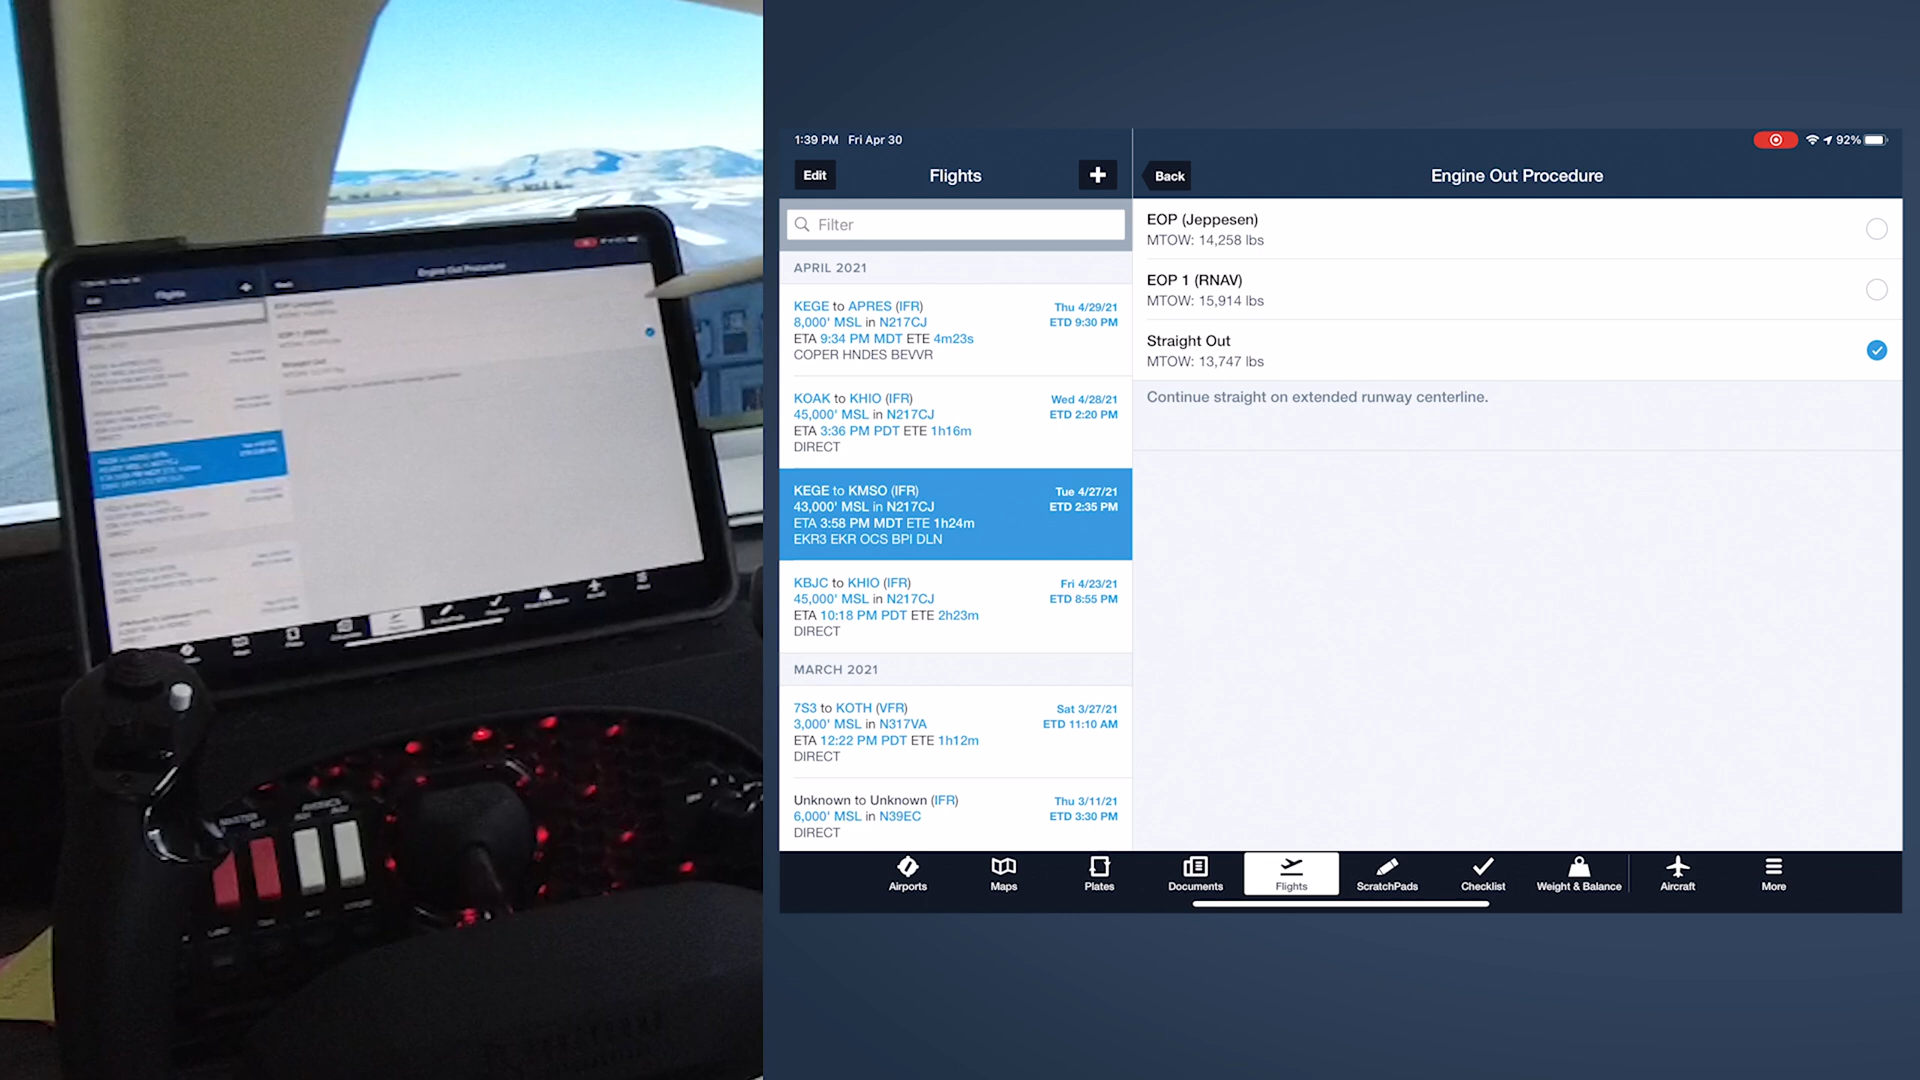 1:39 PM Fri Apr 30
92%
Edit
Flights
+
Back
Engine Out Procedure
Filter
APRIL 2021
KEGE to APRES (IFR)
Thu 4/29/21
8,000' MSL in N217CJ
ETD 9:30 PM
ETA 9:34 PM MDT ETE 4m23s
COPER HNDES BEVVR
KOAK to KHIO (IFR)
Wed 4/28/21
45,000' MSL in N217CJ
ETD 2:20 PM
ETA 3:36 PM PDT ETE 1h16m
DIRECT
KEGE to KMSO (IFR)
Tue 4/27/21
43,000' MSL in N217CJ
ETD 2:35 PM
ETA 3:58 PM MDT ETE 1h24m
EKR3 EKR OCS BPI DLN
KBJC to KHIO (IFR)
Fri 4/23/21
45,000' MSL in N217CJ
ETD 8:55 PM
ETA 10:18 PM PDT ETE 2h23m
DIRECT
MARCH 2021
7S3 to KOTH (VFR)
Sat 3/27/21
3,000' MSL in N317VA
ETD 11:10 AM
ETA 12:22 PM PDT ETE 1h12m
DIRECT
Unknown to Unknown (IFR)
Thu 3/11/21
6,000' MSL in N39EC
ETD 3:30 PM
DIRECT
EOP (Jeppesen)
MTOW: 14,258 lbs
EOP 1 (RNAV)
MTOW: 15,914 lbs
Straight Out
MTOW: 13,747 lbs
Continue straight on extended runway centerline.
Airports
Maps
Plates
Documents
Flights
ScratchPads
Checklist
Weight & Balance
Aircraft
More
Flights
Engine Out Procedure